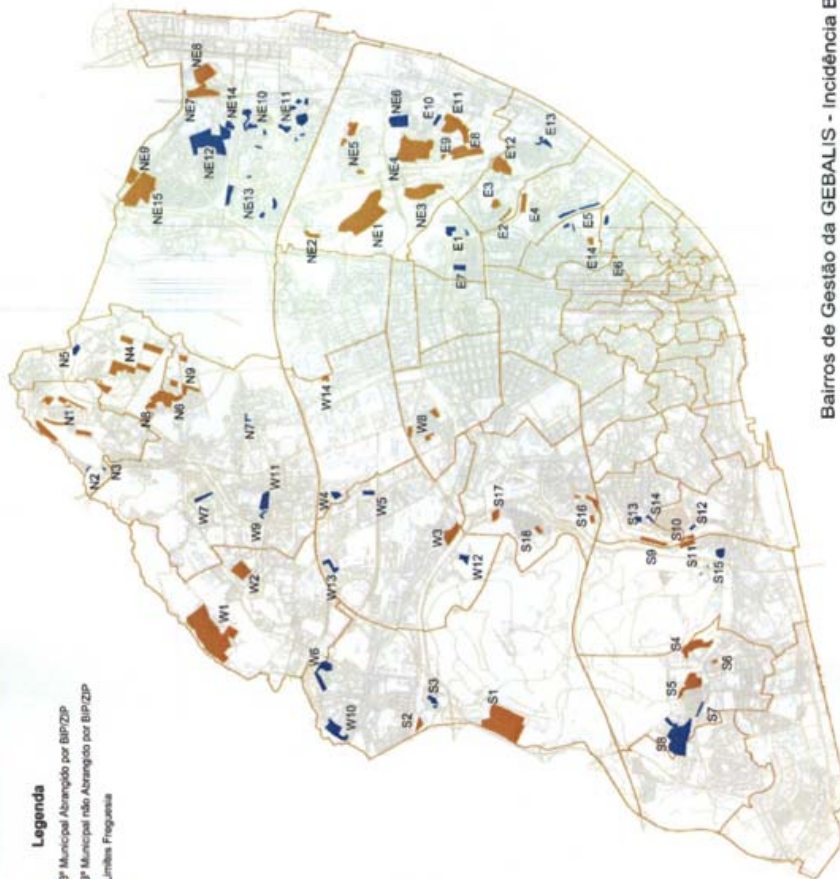 Legenda
Bº Municipal Abrangido por BIP/ZIP
Bº Municipal não Abrangido por BIP/ZIP
Limites Freguesia
N1
N2
N3
N4
N5
N6
N7
N8
N9
NE1
NE2
NE3
NE4
NE5
NE6
NE7
NE8
NE9
NE10
NE11
NE12
NE13
NE14
NE15
E1
E2
E3
E4
E5
E6
E7
E8
E9
E10
E11
E12
E13
E14
W1
W2
W3
W4
W5
W6
W7
W8
W9
W10
W11
W12
W13
W14
S1
S2
S3
S4
S5
S6
S7
S8
S9
S10
S11
S12
S13
S14
S15
S16
S17
S18
Bairros de Gestão da GEBALIS - Incidência